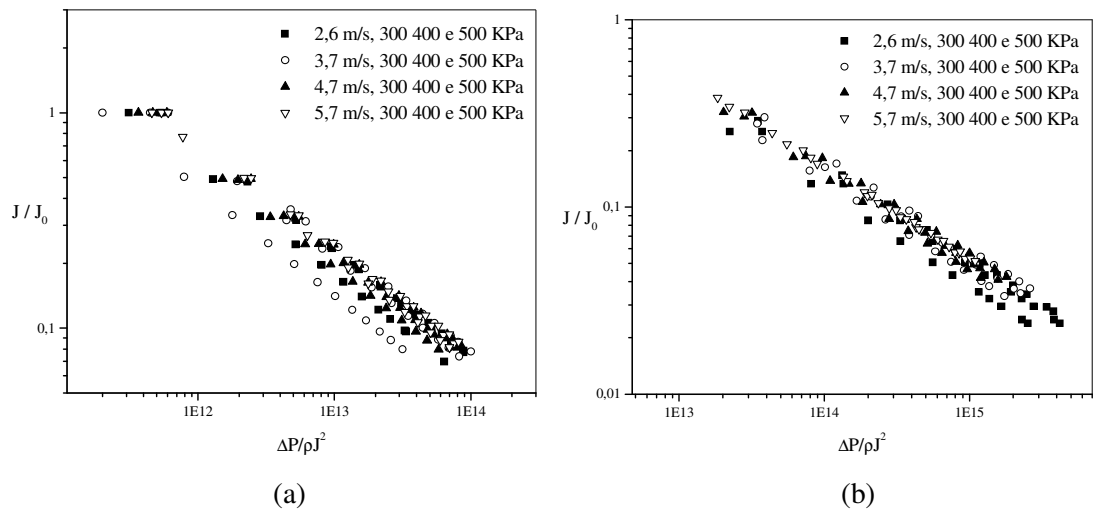 1
0,1
J / J₀
1E12
1E13
1E14
ΔP/ρJ²
2,6 m/s, 300 400 e 500 KPa
3,7 m/s, 300 400 e 500 KPa
4,7 m/s, 300 400 e 500 KPa
5,7 m/s, 300 400 e 500 KPa
(a)
1
0,1
0,01
J / J₀
1E13
1E14
1E15
ΔP/ρJ²
2,6 m/s, 300 400 e 500 KPa
3,7 m/s, 300 400 e 500 KPa
4,7 m/s, 300 400 e 500 KPa
5,7 m/s, 300 400 e 500 KPa
(b)